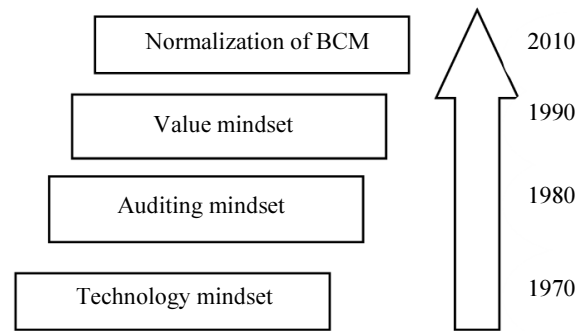 Normalization of BCM
2010
Value mindset
1990
Auditing mindset
1980
Technology mindset
1970